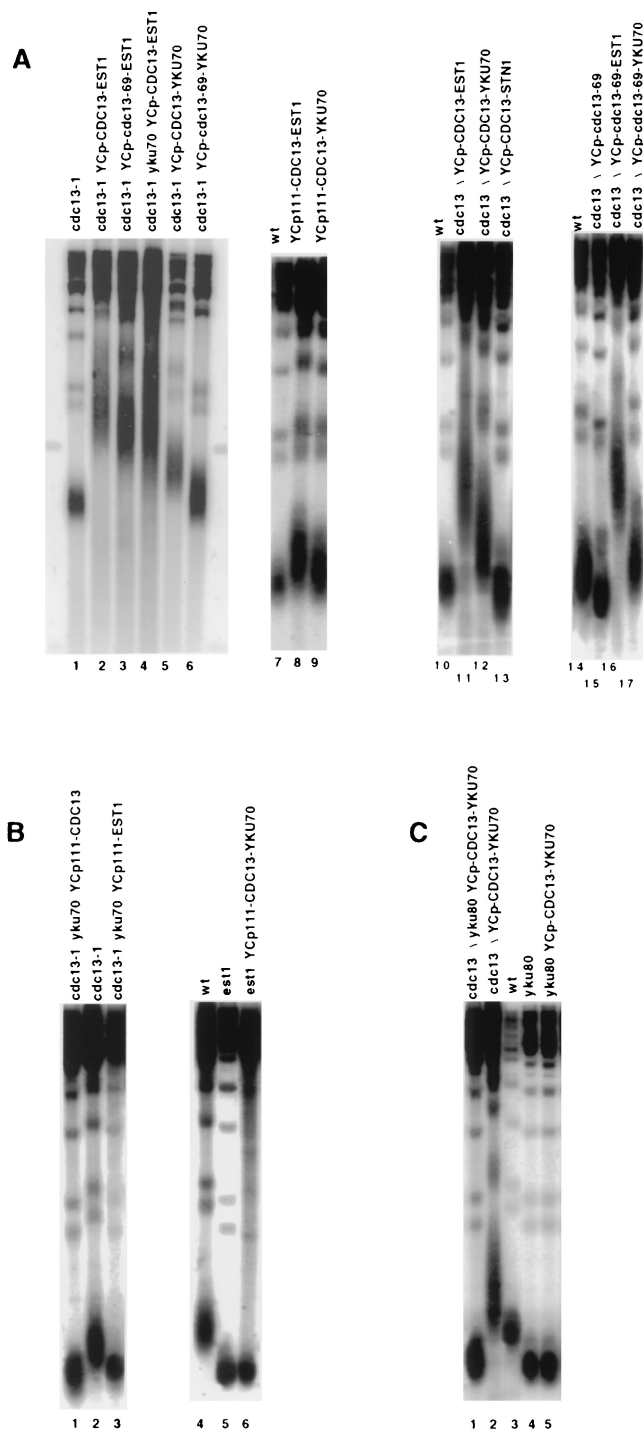 A
cdc13-1
cdc13-1 YCp-CDC13-EST1
cdc13-1 YCp-cdc13-69-EST1
cdc13-1 yku70 YCp-CDC13-EST1
cdc13-1 YCp-CDC13-YKU70
cdc13-1 YCp-cdc13-69-YKU70
wt
YCp111-CDC13-EST1
YCp111-CDC13-YKU70
wt
cdc13 \ YCp-CDC13-EST1
cdc13 \ YCp-CDC13-YKU70
cdc13 \ YCp-CDC13-STN1
wt
cdc13 \ YCp-cdc13-69
cdc13 \ YCp-cdc13-69-EST1
cdc13 \ YCp-cdc13-69-YKU70
1 2 3 4 5 6
7 8 9
10 11 12 13
14 15 16 17
B
cdc13-1 yku70 YCp111-CDC13
cdc13-1
cdc13-1 yku70 YCp111-EST1
wt
est1
est1 YCp111-CDC13-YKU70
1 2 3
4 5 6
C
cdc13 \ yku80 YCp-CDC13-YKU70
cdc13 \ YCp-CDC13-YKU70
wt
yku80
yku80 YCp-CDC13-YKU70
1 2 3 4 5